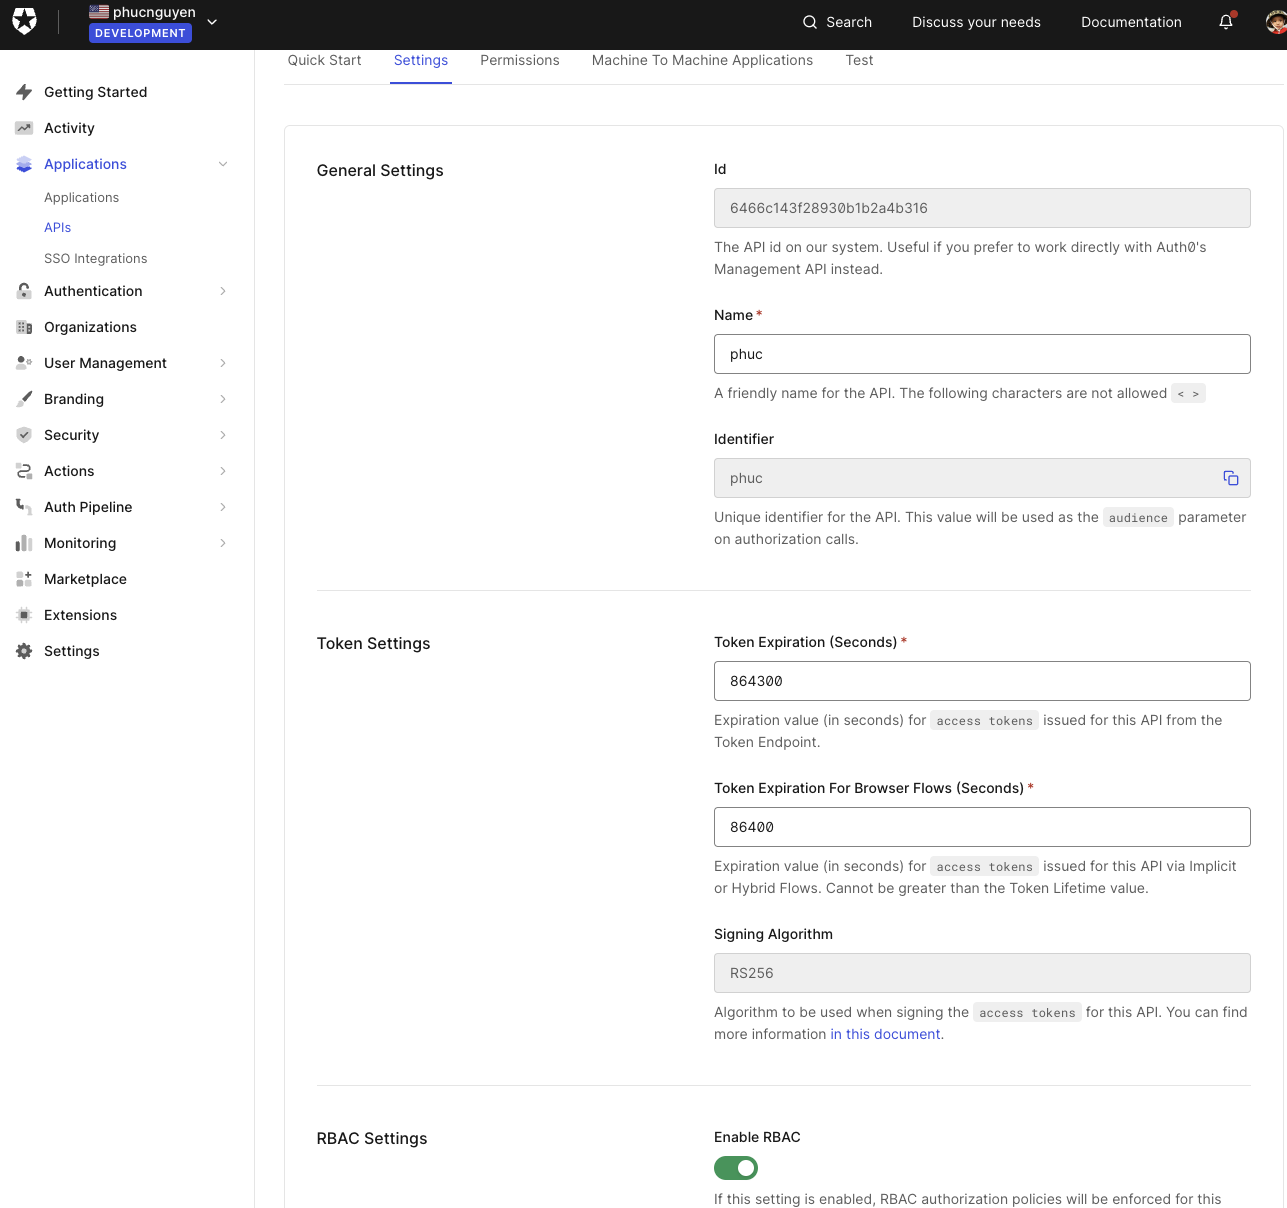 phucnguyen
DEVELOPMENT
Search
Discuss your needs
Documentation
Quick Start
Settings
Permissions
Machine To Machine Applications
Test
Getting Started
Activity
Applications
Applications
APIs
SSO Integrations
Authentication
Organizations
User Management
Branding
Security
Actions
Auth Pipeline
Monitoring
Marketplace
Extensions
Settings
General Settings
Id
6466c143f28930b1b2a4b316
The API id on our system. Useful if you prefer to work directly with Auth0's
Management API instead.
Name *
phuc
A friendly name for the API. The following characters are not allowed < >
Identifier
phuc
Unique identifier for the API. This value will be used as the audience parameter
on authorization calls.
Token Settings
Token Expiration (Seconds) *
864300
Expiration value (in seconds) for access tokens issued for this API from the
Token Endpoint.
Token Expiration For Browser Flows (Seconds) *
86400
Expiration value (in seconds) for access tokens issued for this API via Implicit
or Hybrid Flows. Cannot be greater than the Token Lifetime value.
Signing Algorithm
RS256
Algorithm to be used when signing the access tokens for this API. You can find
more information in this document.
RBAC Settings
Enable RBAC
If this setting is enabled, RBAC authorization policies will be enforced for this